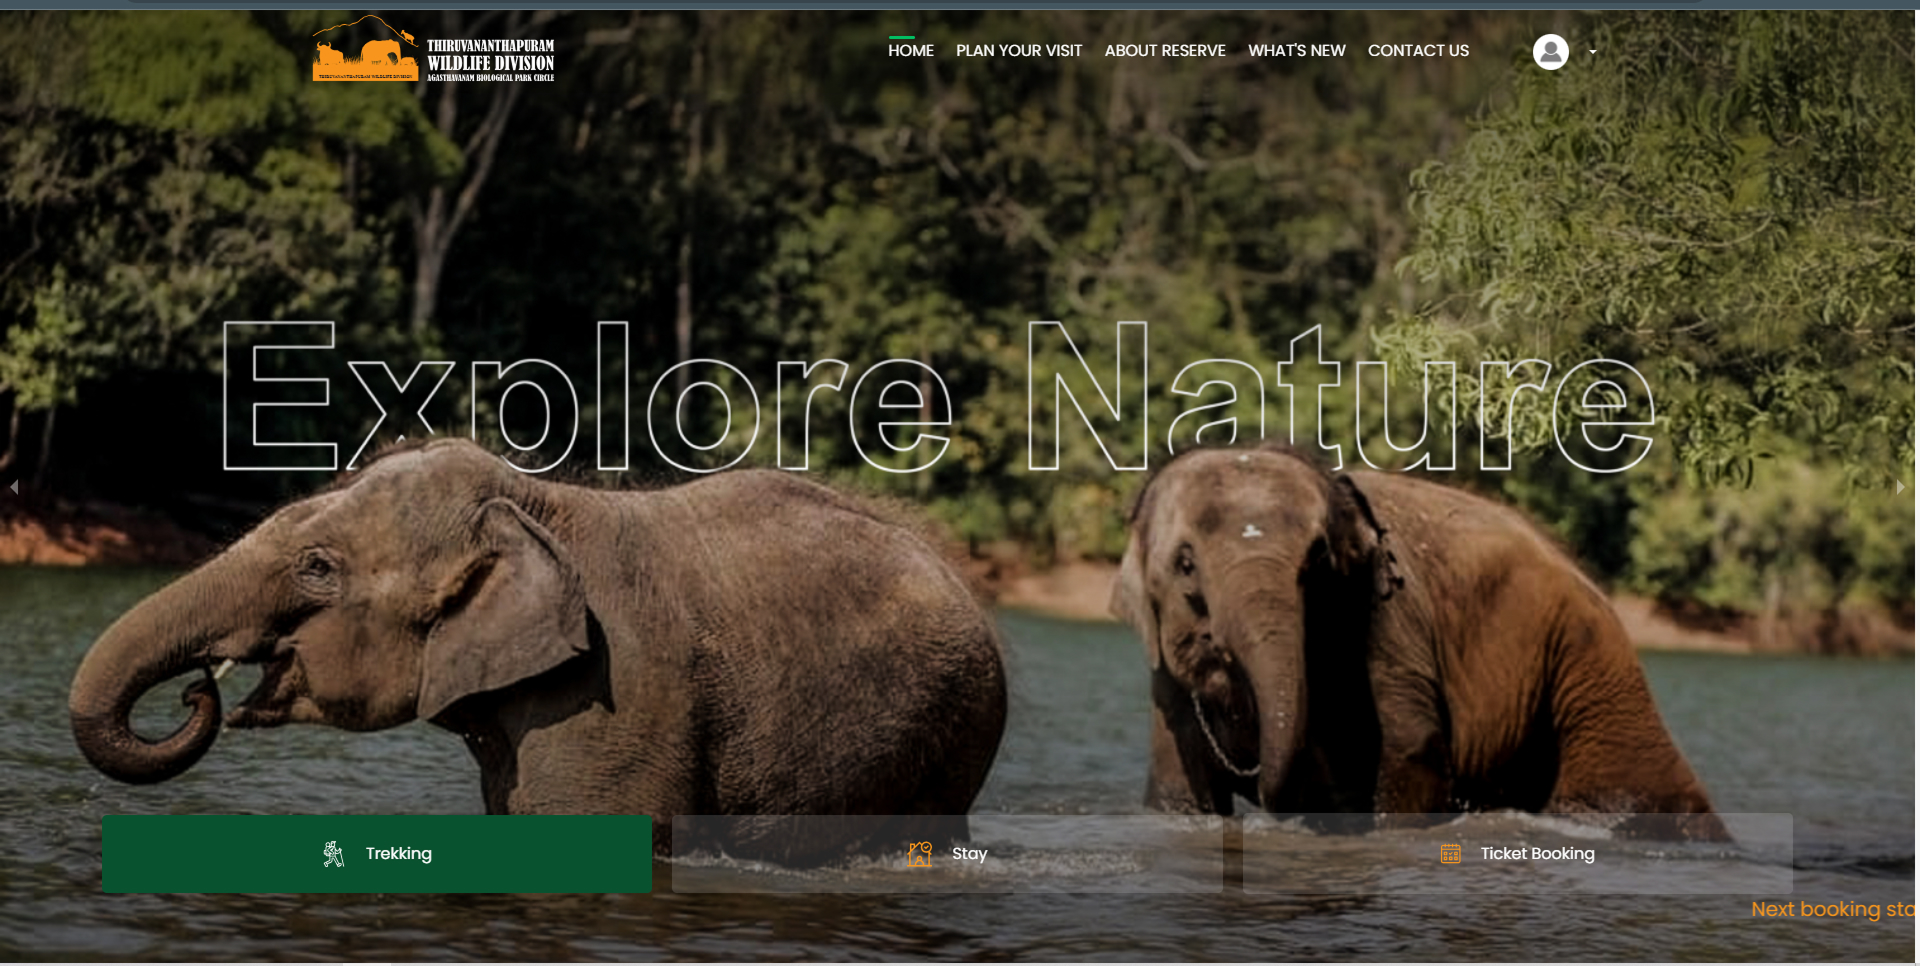 THIRUVANANTHAPURAM
WILDLIFE DIVISION
AGASTHAVANAM BIOLOGICAL PARK CIRCLE
THIRUVANANTHAPURAM WILDLIFE DIVISION
HOME
PLAN YOUR VISIT
ABOUT RESERVE
WHAT'S NEW
CONTACT US
Explore Nature
Trekking
Stay
Ticket Booking
Next booking sta